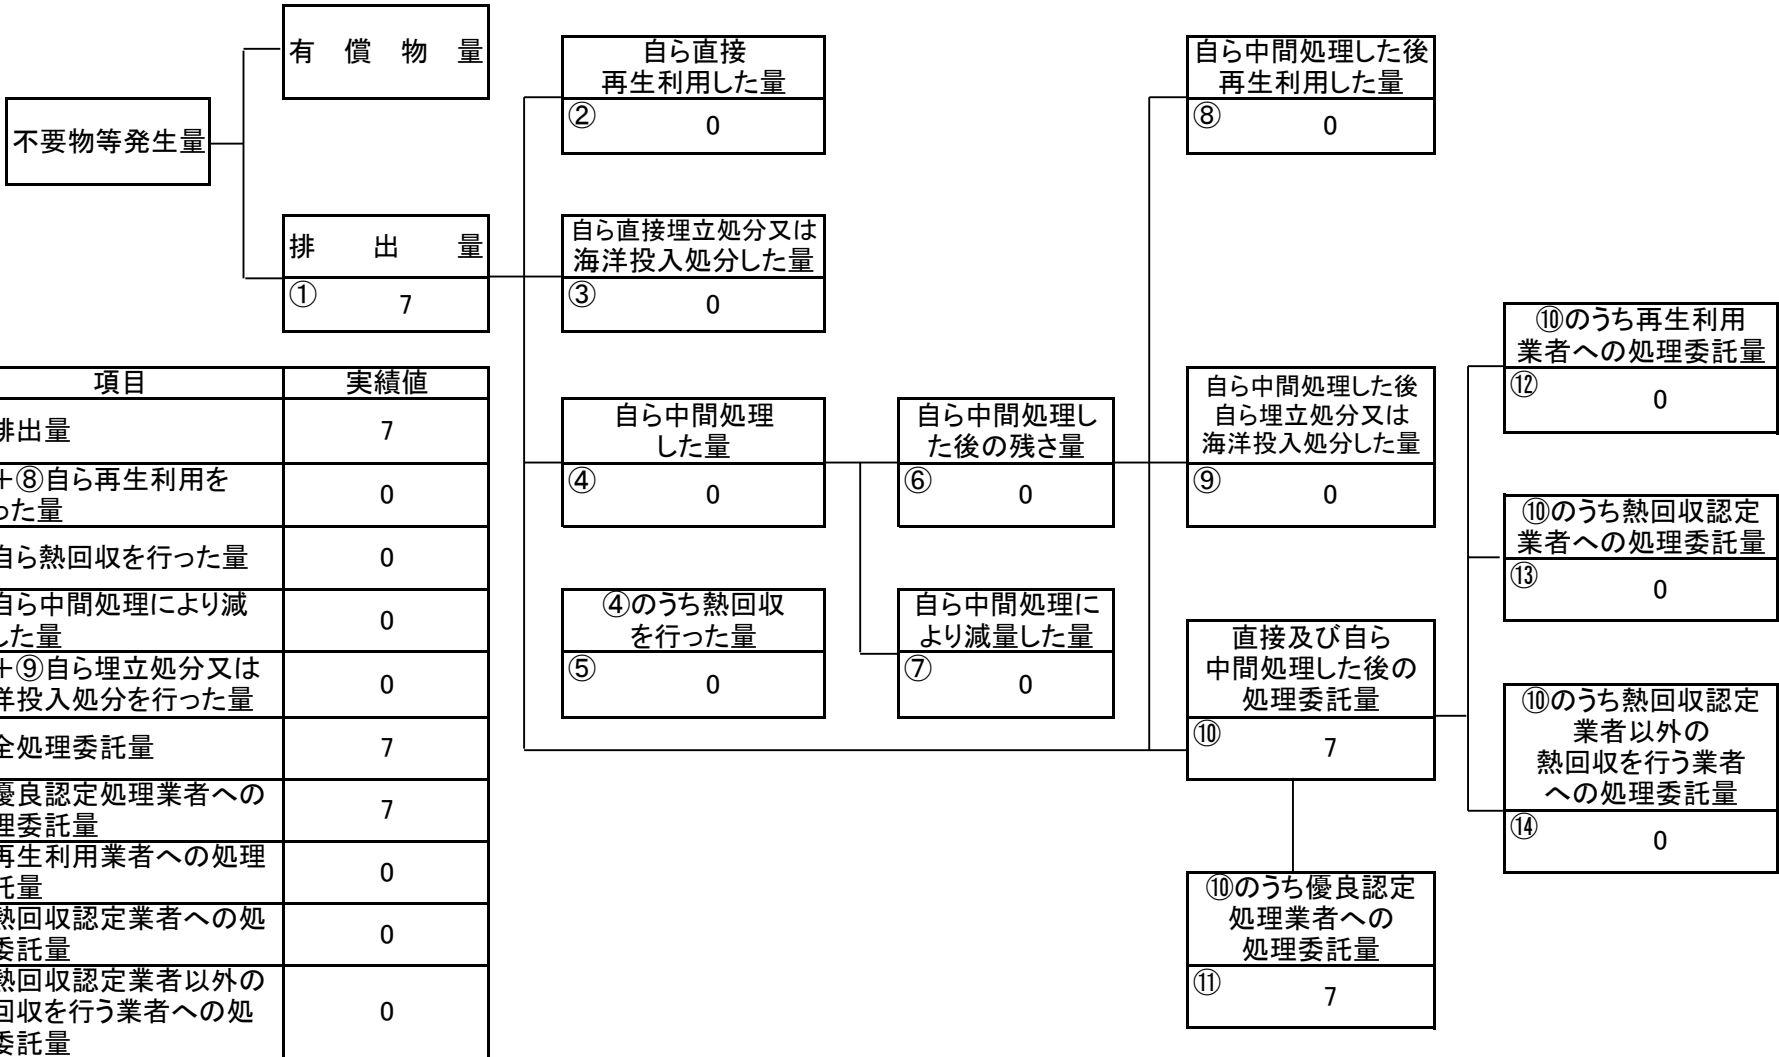 不要物等発生量
有償物量
排出量
①
7
自ら直接
再生利用した量
②
0
自ら直接埋立処分又は
海洋投入処分した量
③
0
自ら中間処理
した量
④
0
④のうち熱回収
を行った量
⑤
0
自ら中間処理し
た後の残さ量
⑥
0
自ら中間処理に
より減量した量
⑦
0
自ら中間処理した後
再生利用した量
⑧
0
自ら中間処理した後
自ら埋立処分又は
海洋投入処分した量
⑨
0
直接及び自ら
中間処理した後の
処理委託量
⑩
7
⑩のうち優良認定
処理業者への
処理委託量
⑪
7
⑩のうち再生利用
業者への処理委託量
⑫
0
⑩のうち熱回収認定
業者への処理委託量
⑬
0
⑩のうち熱回収認定
業者以外の
熱回収を行う業者
への処理委託量
⑭
0
項目 実績値
排出量 7
+⑧自ら再生利用を
った量 0
自ら熱回収を行った量 0
自ら中間処理により減
した量 0
+⑨自ら埋立処分又は
洋投入処分を行った量 0
全処理委託量 7
優良認定処理業者への
理委託量 7
再生利用業者への処理
託量 0
熱回収認定業者への処
委託量 0
熱回収認定業者以外の
回収を行う業者への処
委託量 0